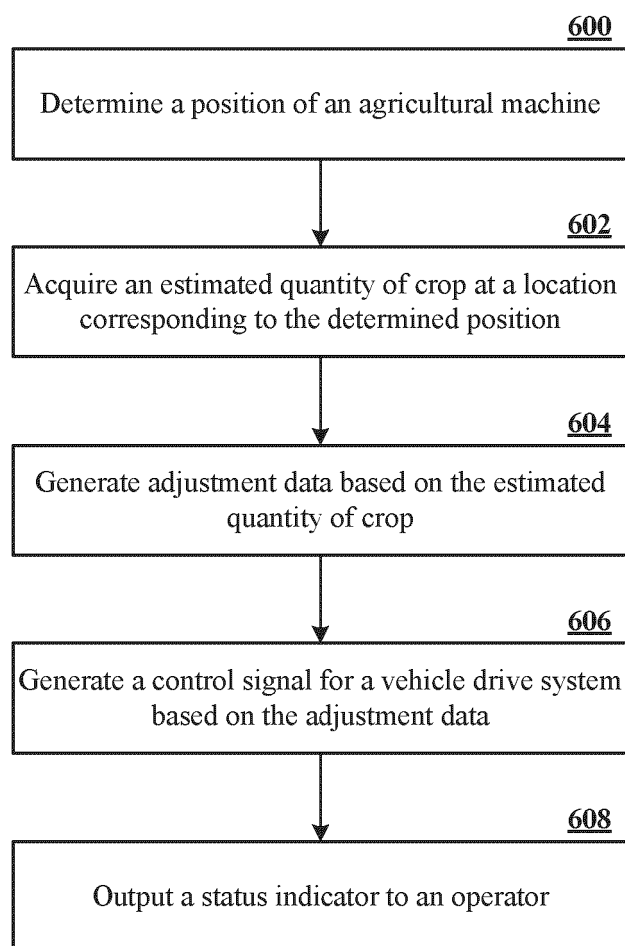 600
Determine a position of an agricultural machine
602
Acquire an estimated quantity of crop at a location
corresponding to the determined position
604
Generate adjustment data based on the estimated
quantity of crop
606
Generate a control signal for a vehicle drive system
based on the adjustment data
608
Output a status indicator to an operator